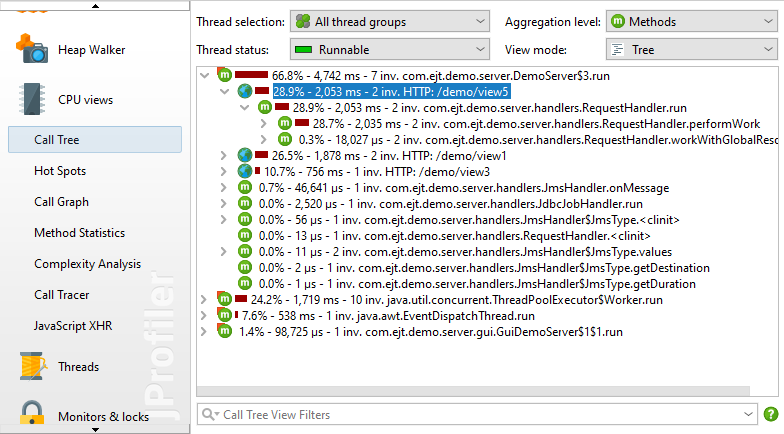 Heap Walker
CPU views
Call Tree
Hot Spots
Call Graph
Method Statistics
Complexity Analysis
Call Tracer
JavaScript XHR
Threads
Monitors & locks
JProfiler
Thread selection: All thread groups Aggregation level: Methods
Thread status: Runnable View mode: Tree
66.8% - 4,742 ms - 7 inv. com.ejt.demo.server.DemoServer$3.run
28.9% - 2,053 ms - 2 inv. HTTP: /demo/view5
28.9% - 2,053 ms - 2 inv. com.ejt.demo.server.handlers.RequestHandler.run
28.7% - 2,035 ms - 2 inv. com.ejt.demo.server.handlers.RequestHandler.performWork
0.3% - 18,027 µs - 2 inv. com.ejt.demo.server.handlers.RequestHandler.workWithGlobalReso
26.5% - 1,878 ms - 2 inv. HTTP: /demo/view1
10.7% - 756 ms - 1 inv. HTTP: /demo/view3
0.7% - 46,641 µs - 1 inv. com.ejt.demo.server.handlers.JmsHandler.onMessage
0.0% - 2,520 µs - 1 inv. com.ejt.demo.server.handlers.JdbcJobHandler.run
0.0% - 56 µs - 1 inv. com.ejt.demo.server.handlers.JmsHandler$JmsType.<clinit>
0.0% - 13 µs - 1 inv. com.ejt.demo.server.handlers.RequestHandler.<clinit>
0.0% - 11 µs - 2 inv. com.ejt.demo.server.handlers.JmsHandler$JmsType.values
0.0% - 2 µs - 1 inv. com.ejt.demo.server.handlers.JmsHandler$JmsType.getDestination
0.0% - 1 µs - 1 inv. com.ejt.demo.server.handlers.JmsHandler$JmsType.getDuration
24.2% - 1,719 ms - 10 inv. java.util.concurrent.ThreadPoolExecutor$Worker.run
7.6% - 538 ms - 1 inv. java.awt.EventDispatchThread.run
1.4% - 98,725 µs - 1 inv. com.ejt.demo.server.gui.GuiDemoServer$1$1.run
Call Tree View Filters